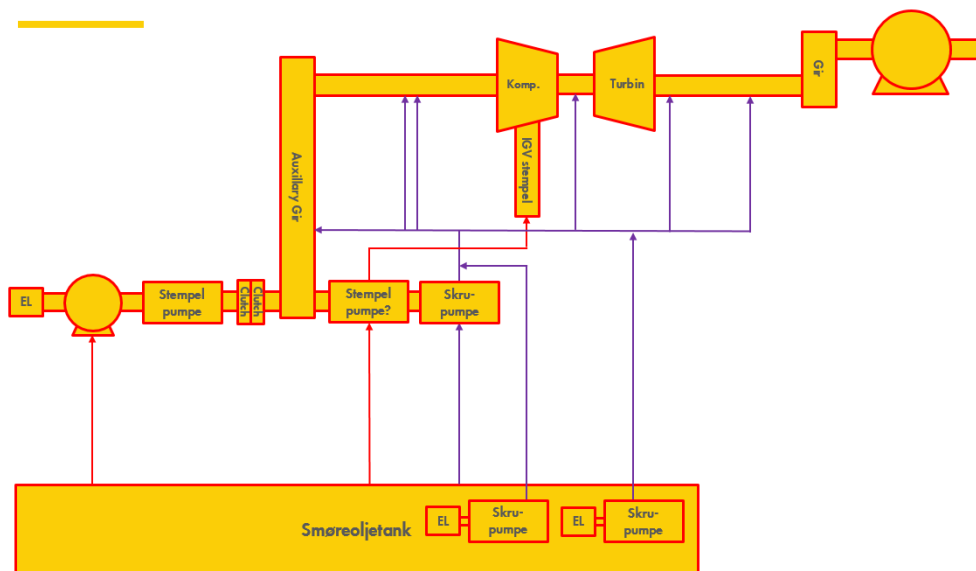 Gir
Komp.
Turbin
IGV stempel
Auxillary Gir
EL
Stempel
pumpe
Clutch
Clutch
Stempel
pumpe?
Skru-
pumpe
Smøreoljetank
EL
Skru-
pumpe
EL
Skru-
pumpe